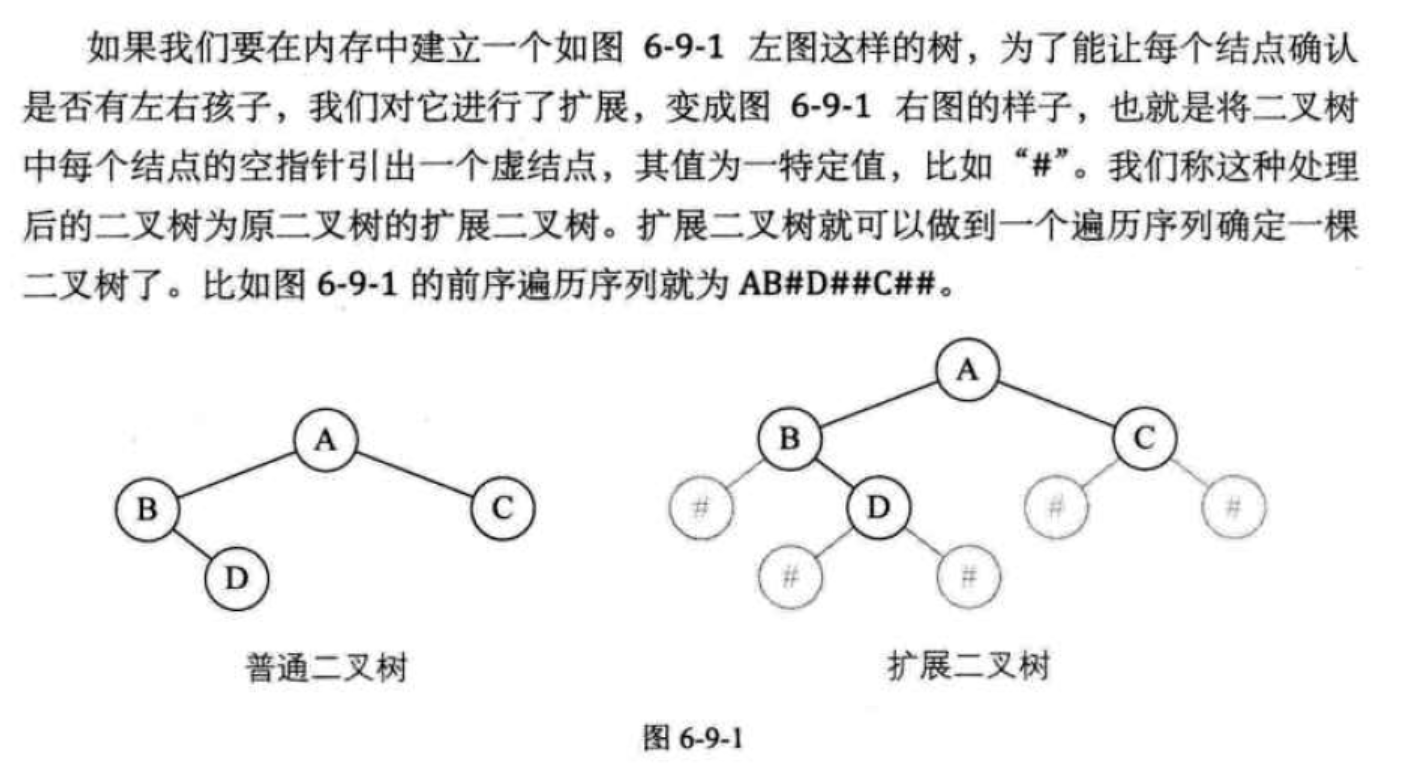 如果我们要在内存中建立一个如图 6-9-1 左图这样的树，为了能让每个结点确认
是否有左右孩子，我们对它进行了扩展，变成图 6-9-1 右图的样子，也就是将二叉树
中每个结点的空指针引出一个虚结点，其值为一特定值，比如“#”。我们称这种处理
后的二叉树为原二叉树的扩展二叉树。扩展二叉树就可以做到一个遍历序列确定一棵
二叉树了。比如图 6-9-1 的前序遍历序列就为 AB#D##C##。
A
B
C
D
普通二叉树
A
B
C
#
D
#
#
#
#
扩展二叉树
图 6-9-1